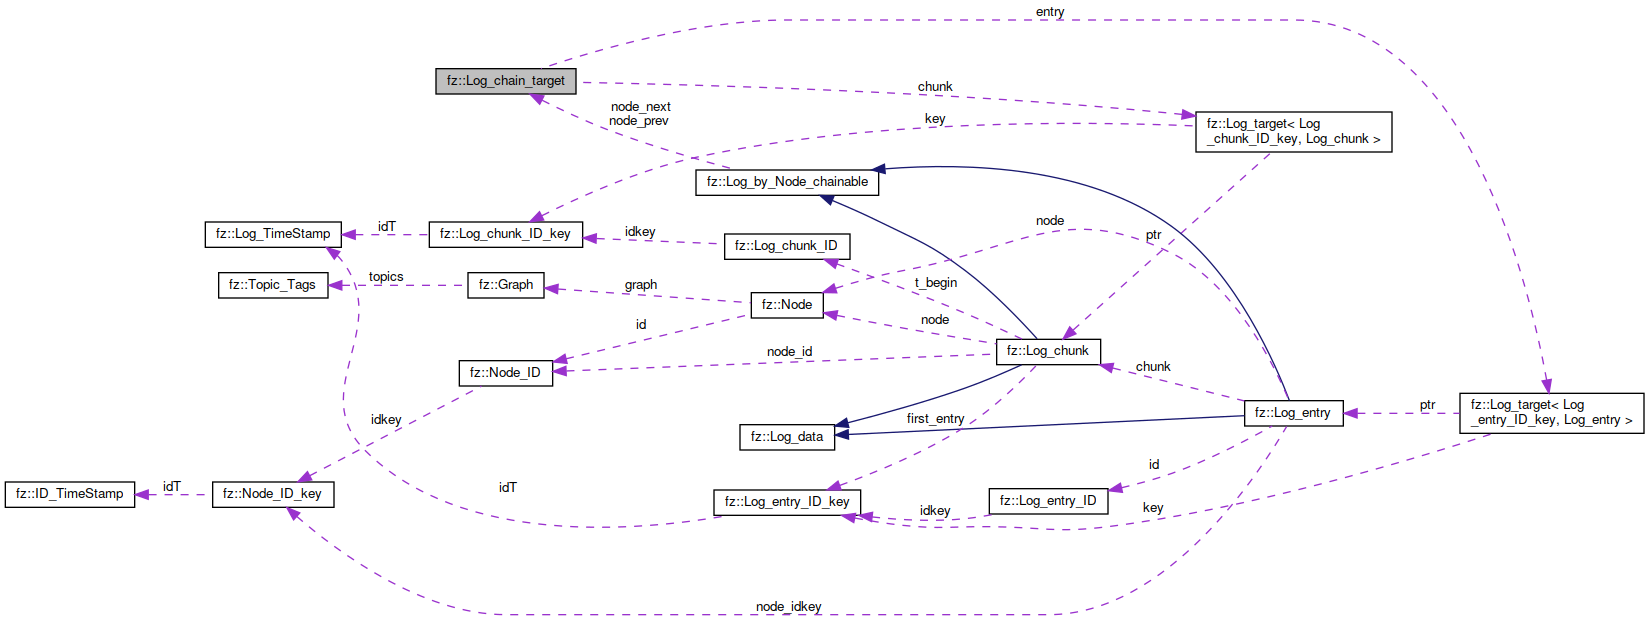 entry
fz::Log_chain_target
chunk
node_next
node_prev
key
fz::Log_target< Log
_chunk_ID_key, Log_chunk >
fz::Log_by_Node_chainable
node
fz::Log_TimeStamp
idT
fz::Log_chunk_ID_key
idkey
fz::Log_chunk_ID
ptr
fz::Topic_Tags
topics
fz::Graph
graph
fz::Node
t_begin
id
node
fz::Log_chunk
node_id
fz::Node_ID
chunk
idkey
first_entry
fz::Log_data
fz::Log_entry
ptr
fz::Log_target< Log
_entry_ID_key, Log_entry >
id
fz::ID_TimeStamp
idT
fz::Node_ID_key
idT
fz::Log_entry_ID_key
idkey
fz::Log_entry_ID
key
node_idkey